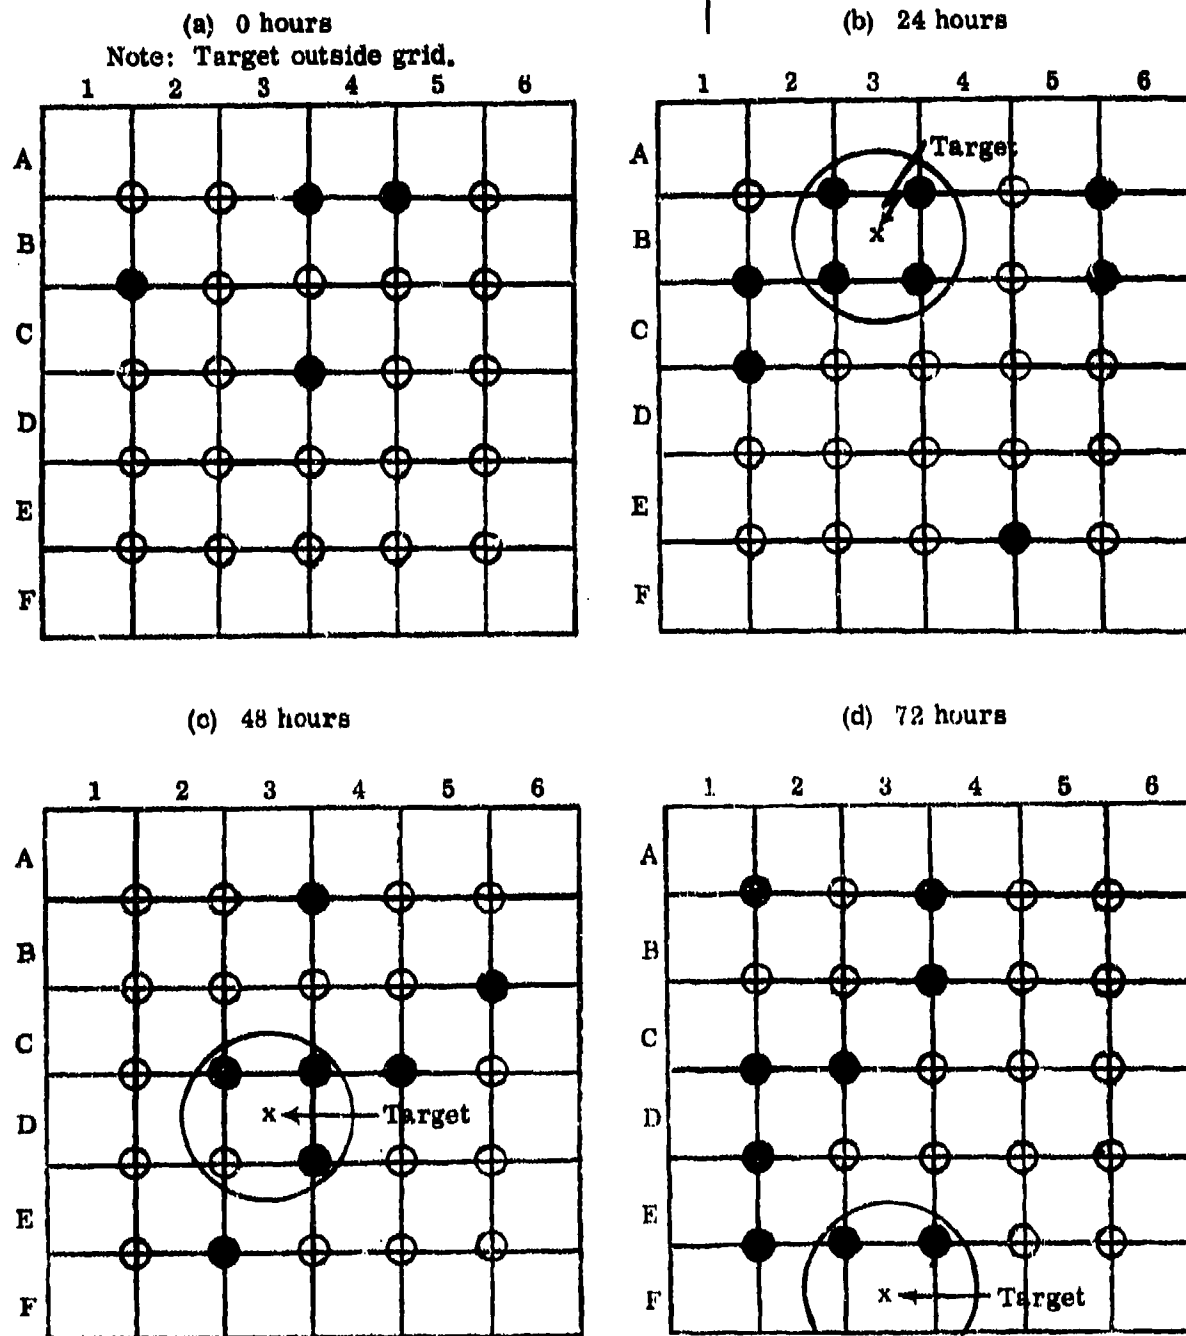 (a) 0 hours
Note: Target outside grid.
1 2 3 4 5 6
A
B
C
D
E
F
(b) 24 hours
1 2 3 4 5 6
A
B
C
D
E
F
Target
x
(c) 48 hours
1 2 3 4 5 6
A
B
C
D
E
F
x Target
(d) 72 hours
1 2 3 4 5 6
A
B
C
D
E
F
x Target